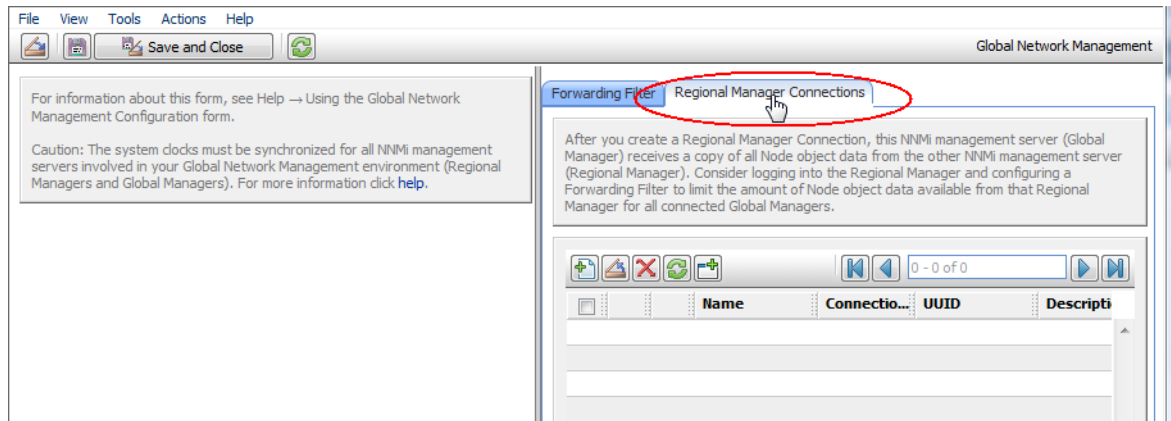 File View Tools Actions Help
Save and Close
Global Network Management
For information about this form, see Help → Using the Global Network
Management Configuration form.
Caution: The system clocks must be synchronized for all NNMi management
servers involved in your Global Network Management environment (Regional
Managers and Global Managers). For more information click help.
Forwarding Filter Regional Manager Connections
After you create a Regional Manager Connection, this NNMi management server (Global
Manager) receives a copy of all Node object data from the other NNMi management server
(Regional Manager). Consider logging into the Regional Manager and configuring a
Forwarding Filter to limit the amount of Node object data available from that Regional
Manager for all connected Global Managers.
0 - 0 of 0
Name Connectio... UUID Descripti